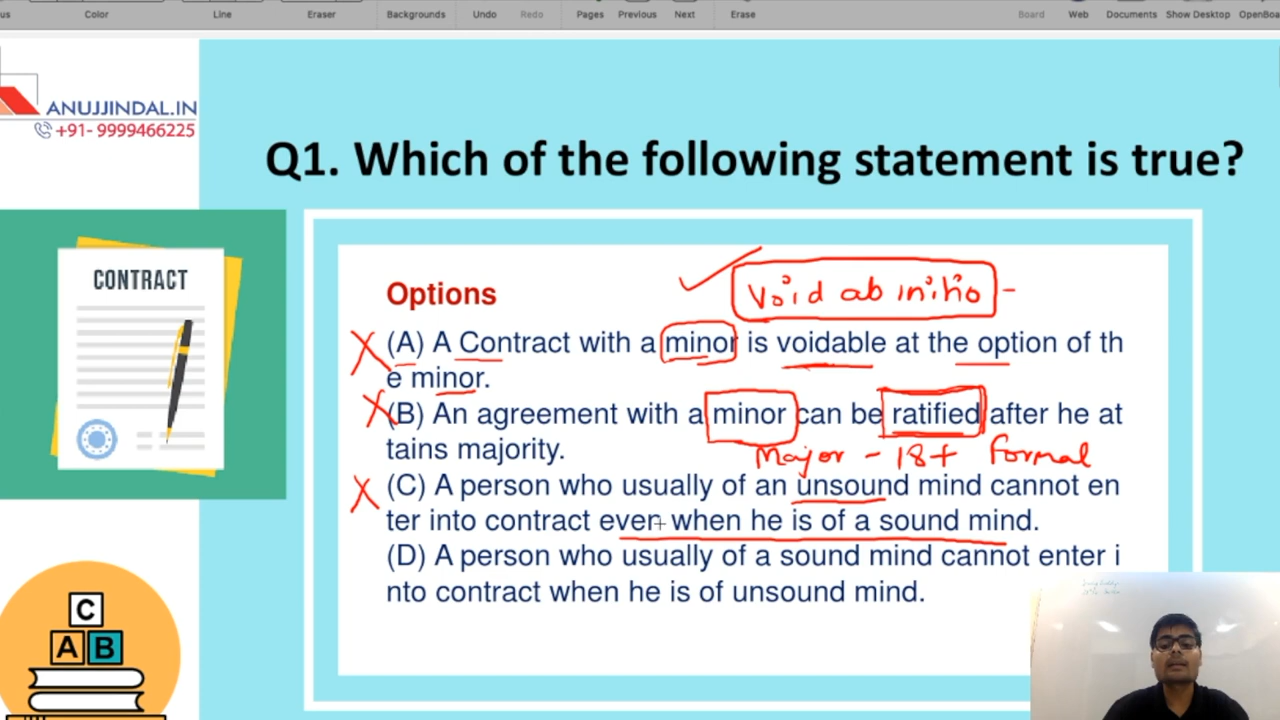 us Color Line Eraser Backgrounds Undo Redo Pages Previous Next Erase Board Web Documents Show Desktop OpenBoa
ANUJJINDAL.IN
+91- 9999466225
Q1. Which of the following statement is true?
CONTRACT
Options
Void ab initio -
(A) A Contract with a minor is voidable at the option of th
e minor.
(B) An agreement with a minor can be ratified after he at
tains majority.
Major - 18+ formal
(C) A person who usually of an unsound mind cannot en
ter into contract even when he is of a sound mind.
(D) A person who usually of a sound mind cannot enter i
nto contract when he is of unsound mind.
C
A B